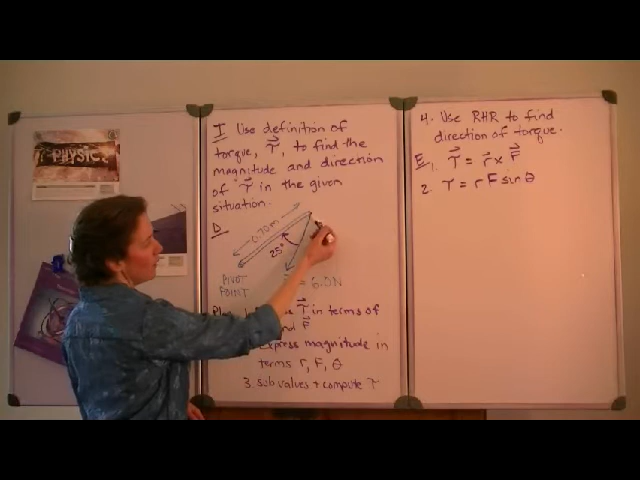 I Use definition of
torque, τ, to find the
magnitude and direction
of τ in the given
situation.
D
0.70m
25°
PIVOT
POINT
= 6.0N
τ in terms of
and F
express magnitude in
terms r, F, θ
3. sub values + compute τ
4. Use RHR to find
direction of torque.
E 1. τ = r x F
2. τ = r F sin θ
PHYSICS